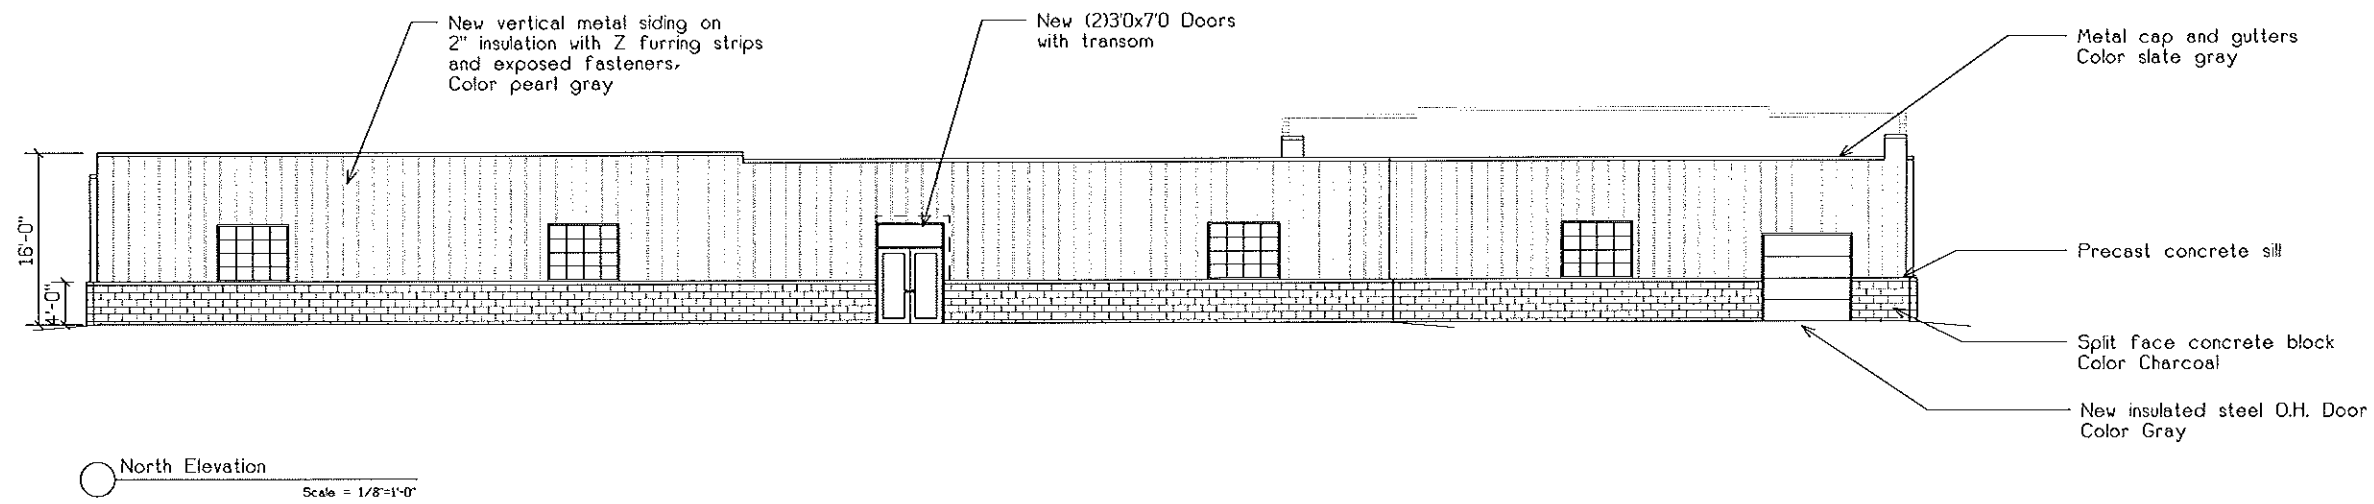 New vertical metal siding on
2" insulation with Z furring strips
and exposed fasteners,
Color pearl gray
New (2)3'0x7'0 Doors
with transom
Metal cap and gutters
Color slate gray
16'-0"
4'-0"
Precast concrete sill
Split face concrete block
Color Charcoal
New insulated steel O.H. Door
Color Gray
North Elevation
Scale = 1/8"=1'-0"